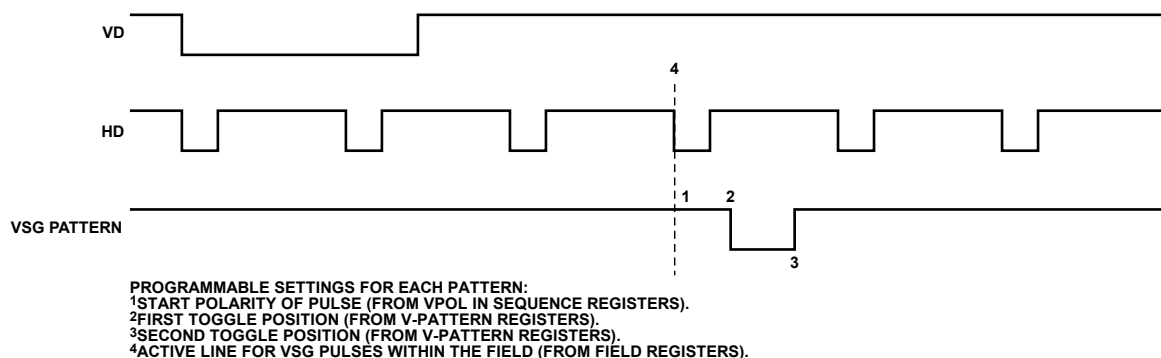 VD
4
HD
1 2
VSG PATTERN
3
PROGRAMMABLE SETTINGS FOR EACH PATTERN:
1START POLARITY OF PULSE (FROM VPOL IN SEQUENCE REGISTERS).
2FIRST TOGGLE POSITION (FROM V-PATTERN REGISTERS).
3SECOND TOGGLE POSITION (FROM V-PATTERN REGISTERS).
4ACTIVE LINE FOR VSG PULSES WITHIN THE FIELD (FROM FIELD REGISTERS).